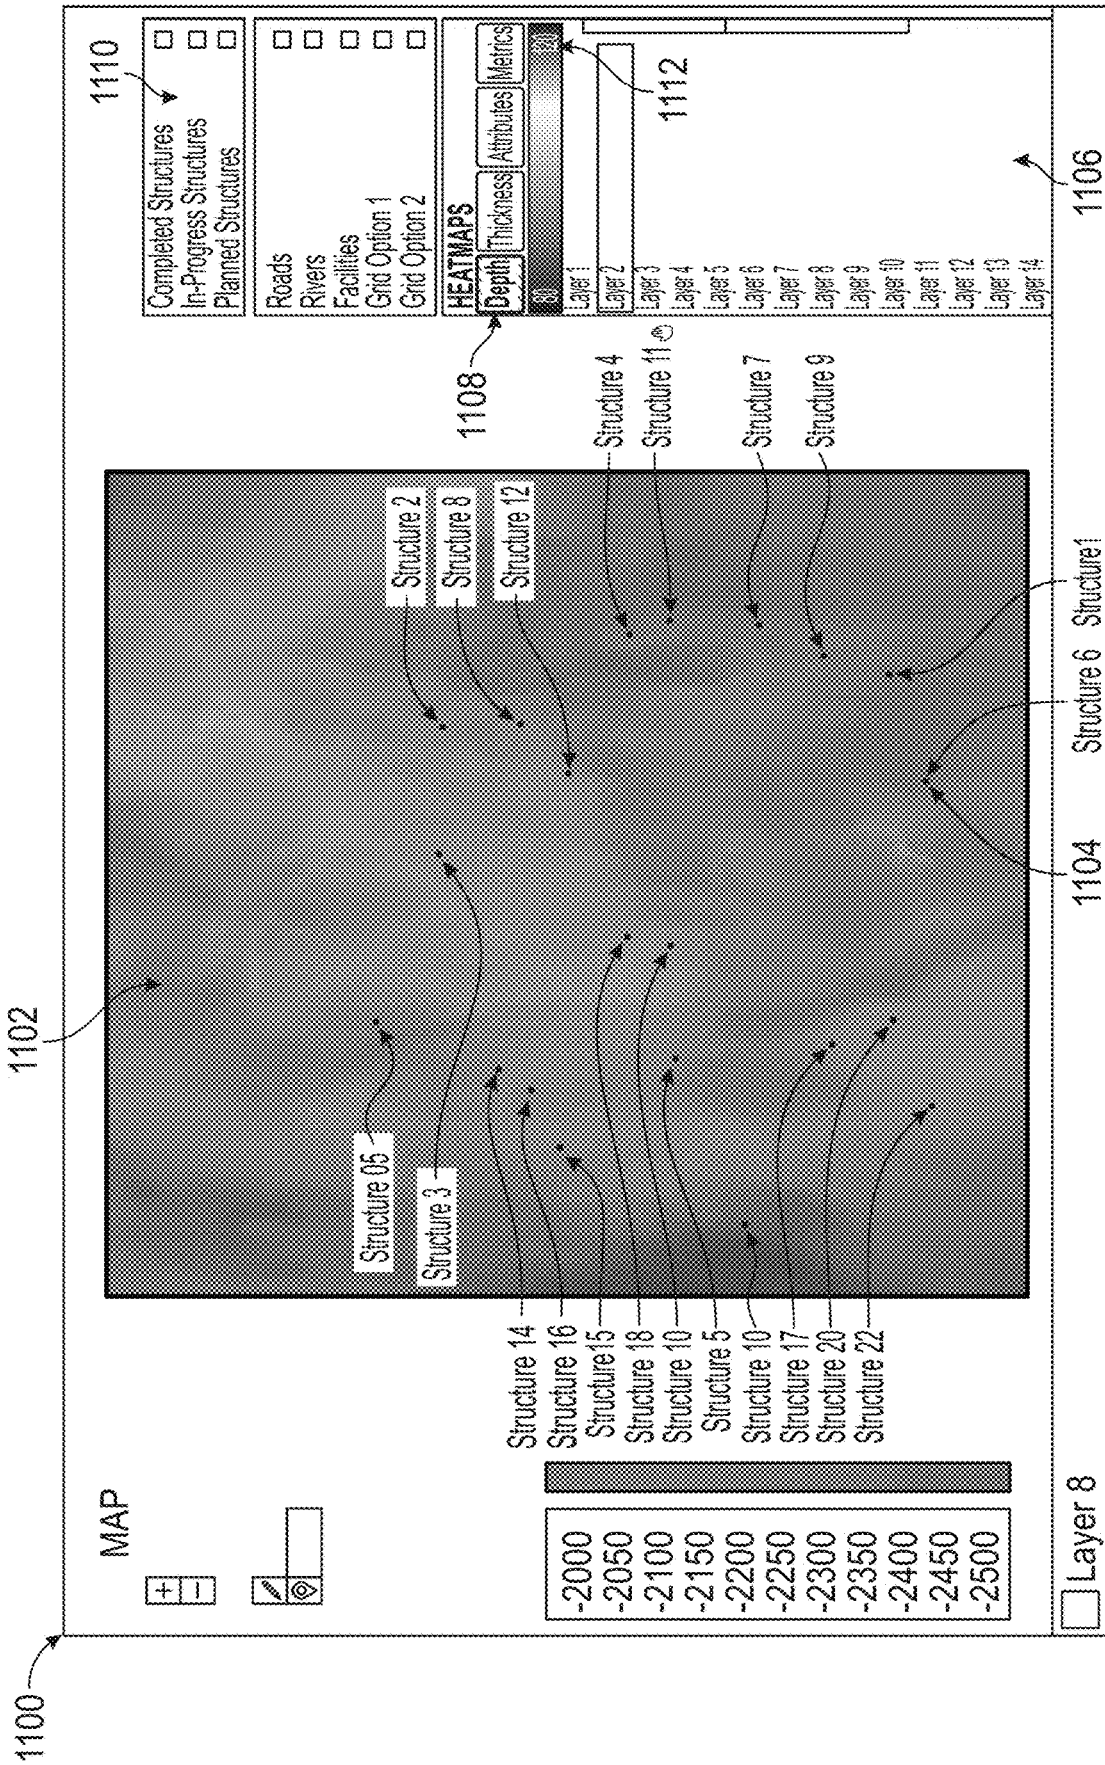 1100
MAP
+
−
1102
1110
Completed Structures
In-Progress Structures
Planned Structures
Roads
Rivers
Facilities
Grid Option 1
Grid Option 2
HEATMAPS
Depth Thickness Attributes Metrics
1108
1112
Layer 1
Layer 2
Layer 3
Layer 4
Layer 5
Layer 6
Layer 7
Layer 8
Layer 9
Layer 10
Layer 11
Layer 12
Layer 13
Layer 14
1106
Structure 05
Structure 3
Structure 14
Structure 16
Structure15
Structure 18
Structure 10
Structure 5
Structure 10
Structure 17
Structure 20
Structure 22
Structure 2
Structure 8
Structure 12
Structure 4
Structure 11
Structure 7
Structure 9
1104
Structure 6
Structure1
-2000
-2050
-2100
-2150
-2200
-2250
-2300
-2350
-2400
-2450
-2500
Layer 8